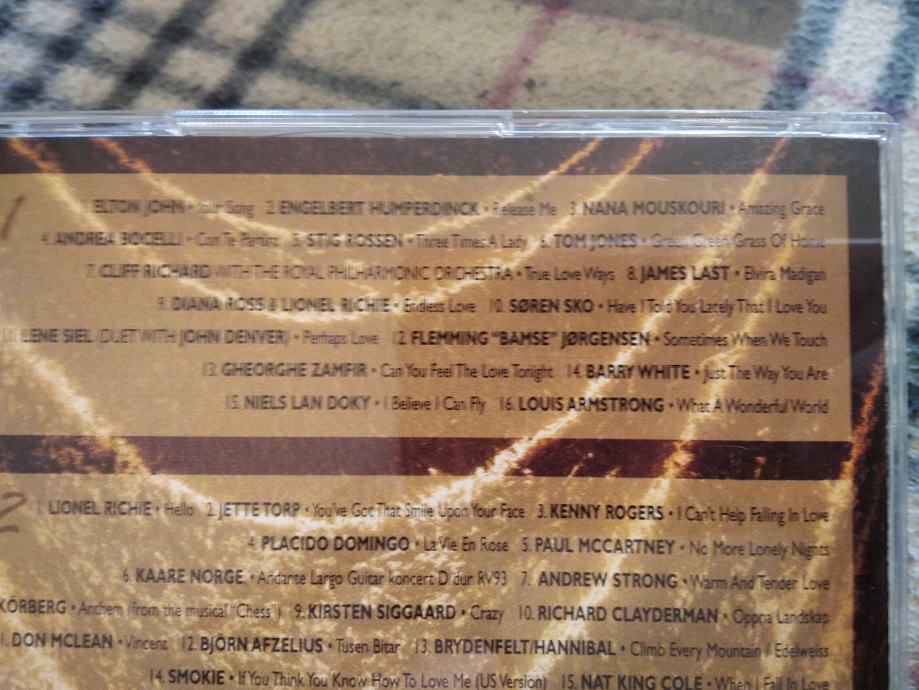 1
1. ELTON JOHN • Your Song 2. ENGELBERT HUMPERDINCK • Release Me 3. NANA MOUSKOURI • Amazing Grace
4. ANDREA BOCELLI • Con Te Partiro 5. STIG ROSSEN • Three Times A Lady 6. TOM JONES • Green Green Grass Of Home
7. CLIFF RICHARD WITH THE ROYAL PHILHARMONIC ORCHESTRA • True Love Ways 8. JAMES LAST • Elvira Madigan
9. DIANA ROSS & LIONEL RICHIE • Endless Love 10. SØREN SKO • Have I Told You Lately That I Love You
11. LENE SIEL (DUET WITH JOHN DENVER) • Perhaps Love 12. FLEMMING "BAMSE" JØRGENSEN • Sometimes When We Touch
13. GHEORGHE ZAMFIR • Can You Feel The Love Tonight 14. BARRY WHITE • Just The Way You Are
15. NIELS LAN DOKY • I Believe I Can Fly 16. LOUIS ARMSTRONG • What A Wonderful World
2
1. LIONEL RICHIE • Hello 2. JETTE TORP • You've Got That Smile Upon Your Face 3. KENNY ROGERS • I Can't Help Falling In Love
4. PLACIDO DOMINGO • La Vie En Rose 5. PAUL MCCARTNEY • No More Lonely Nights
6. KAARE NORGE. • Andante Largo Guitar koncert D dur RV93 7. ANDREW STRONG • Warm And Tender Love
KÖRBERG • Anthem (from the musical "Chess") 9. KIRSTEN SIGGAARD • Crazy 10. RICHARD CLAYDERMAN • Öppna Landskap
1. DON MCLEAN • Vincent 12. BJÖRN AFZELIUS • Tusen Bitar 13. BRYDENFELT/HANNIBAL • Climb Every Mountain / Edelweiss
14. SMOKIE • If You Think You Know How To Love Me (US Version) 15. NAT KING COLE • When I Fall In Love